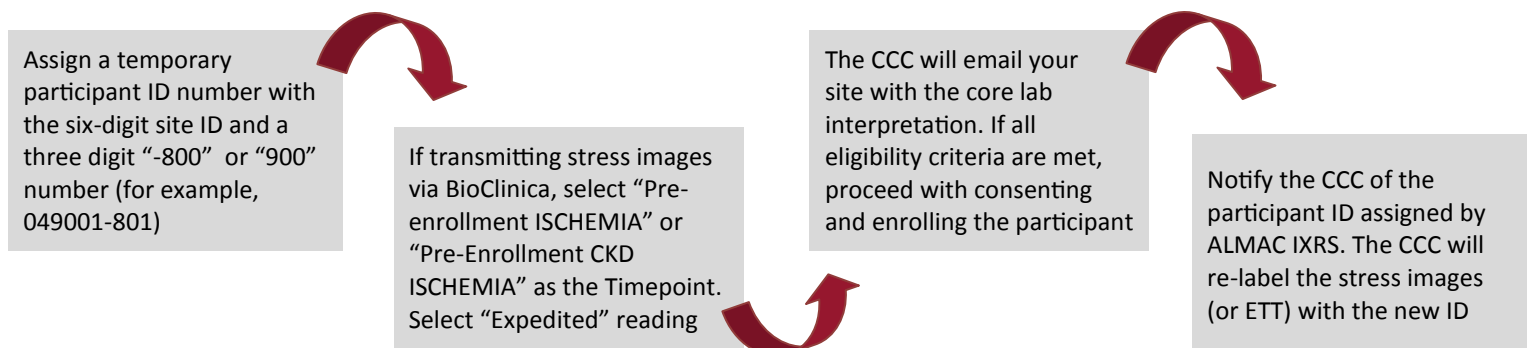 Assign a temporary
participant ID number with
the six-digit site ID and a
three digit “-800”  or “900”
number (for example,
049001-801)
If transmitting stress images
via BioClinica, select “Pre-
enrollment ISCHEMIA” or
“Pre-Enrollment CKD
ISCHEMIA” as the Timepoint.
Select “Expedited” reading
The CCC will email your
site with the core lab
interpretation. If all
eligibility criteria are met,
proceed with consenting
and enrolling the participant
Notify the CCC of the
participant ID assigned by
ALMAC IXRS. The CCC will
re-label the stress images
(or ETT) with the new ID